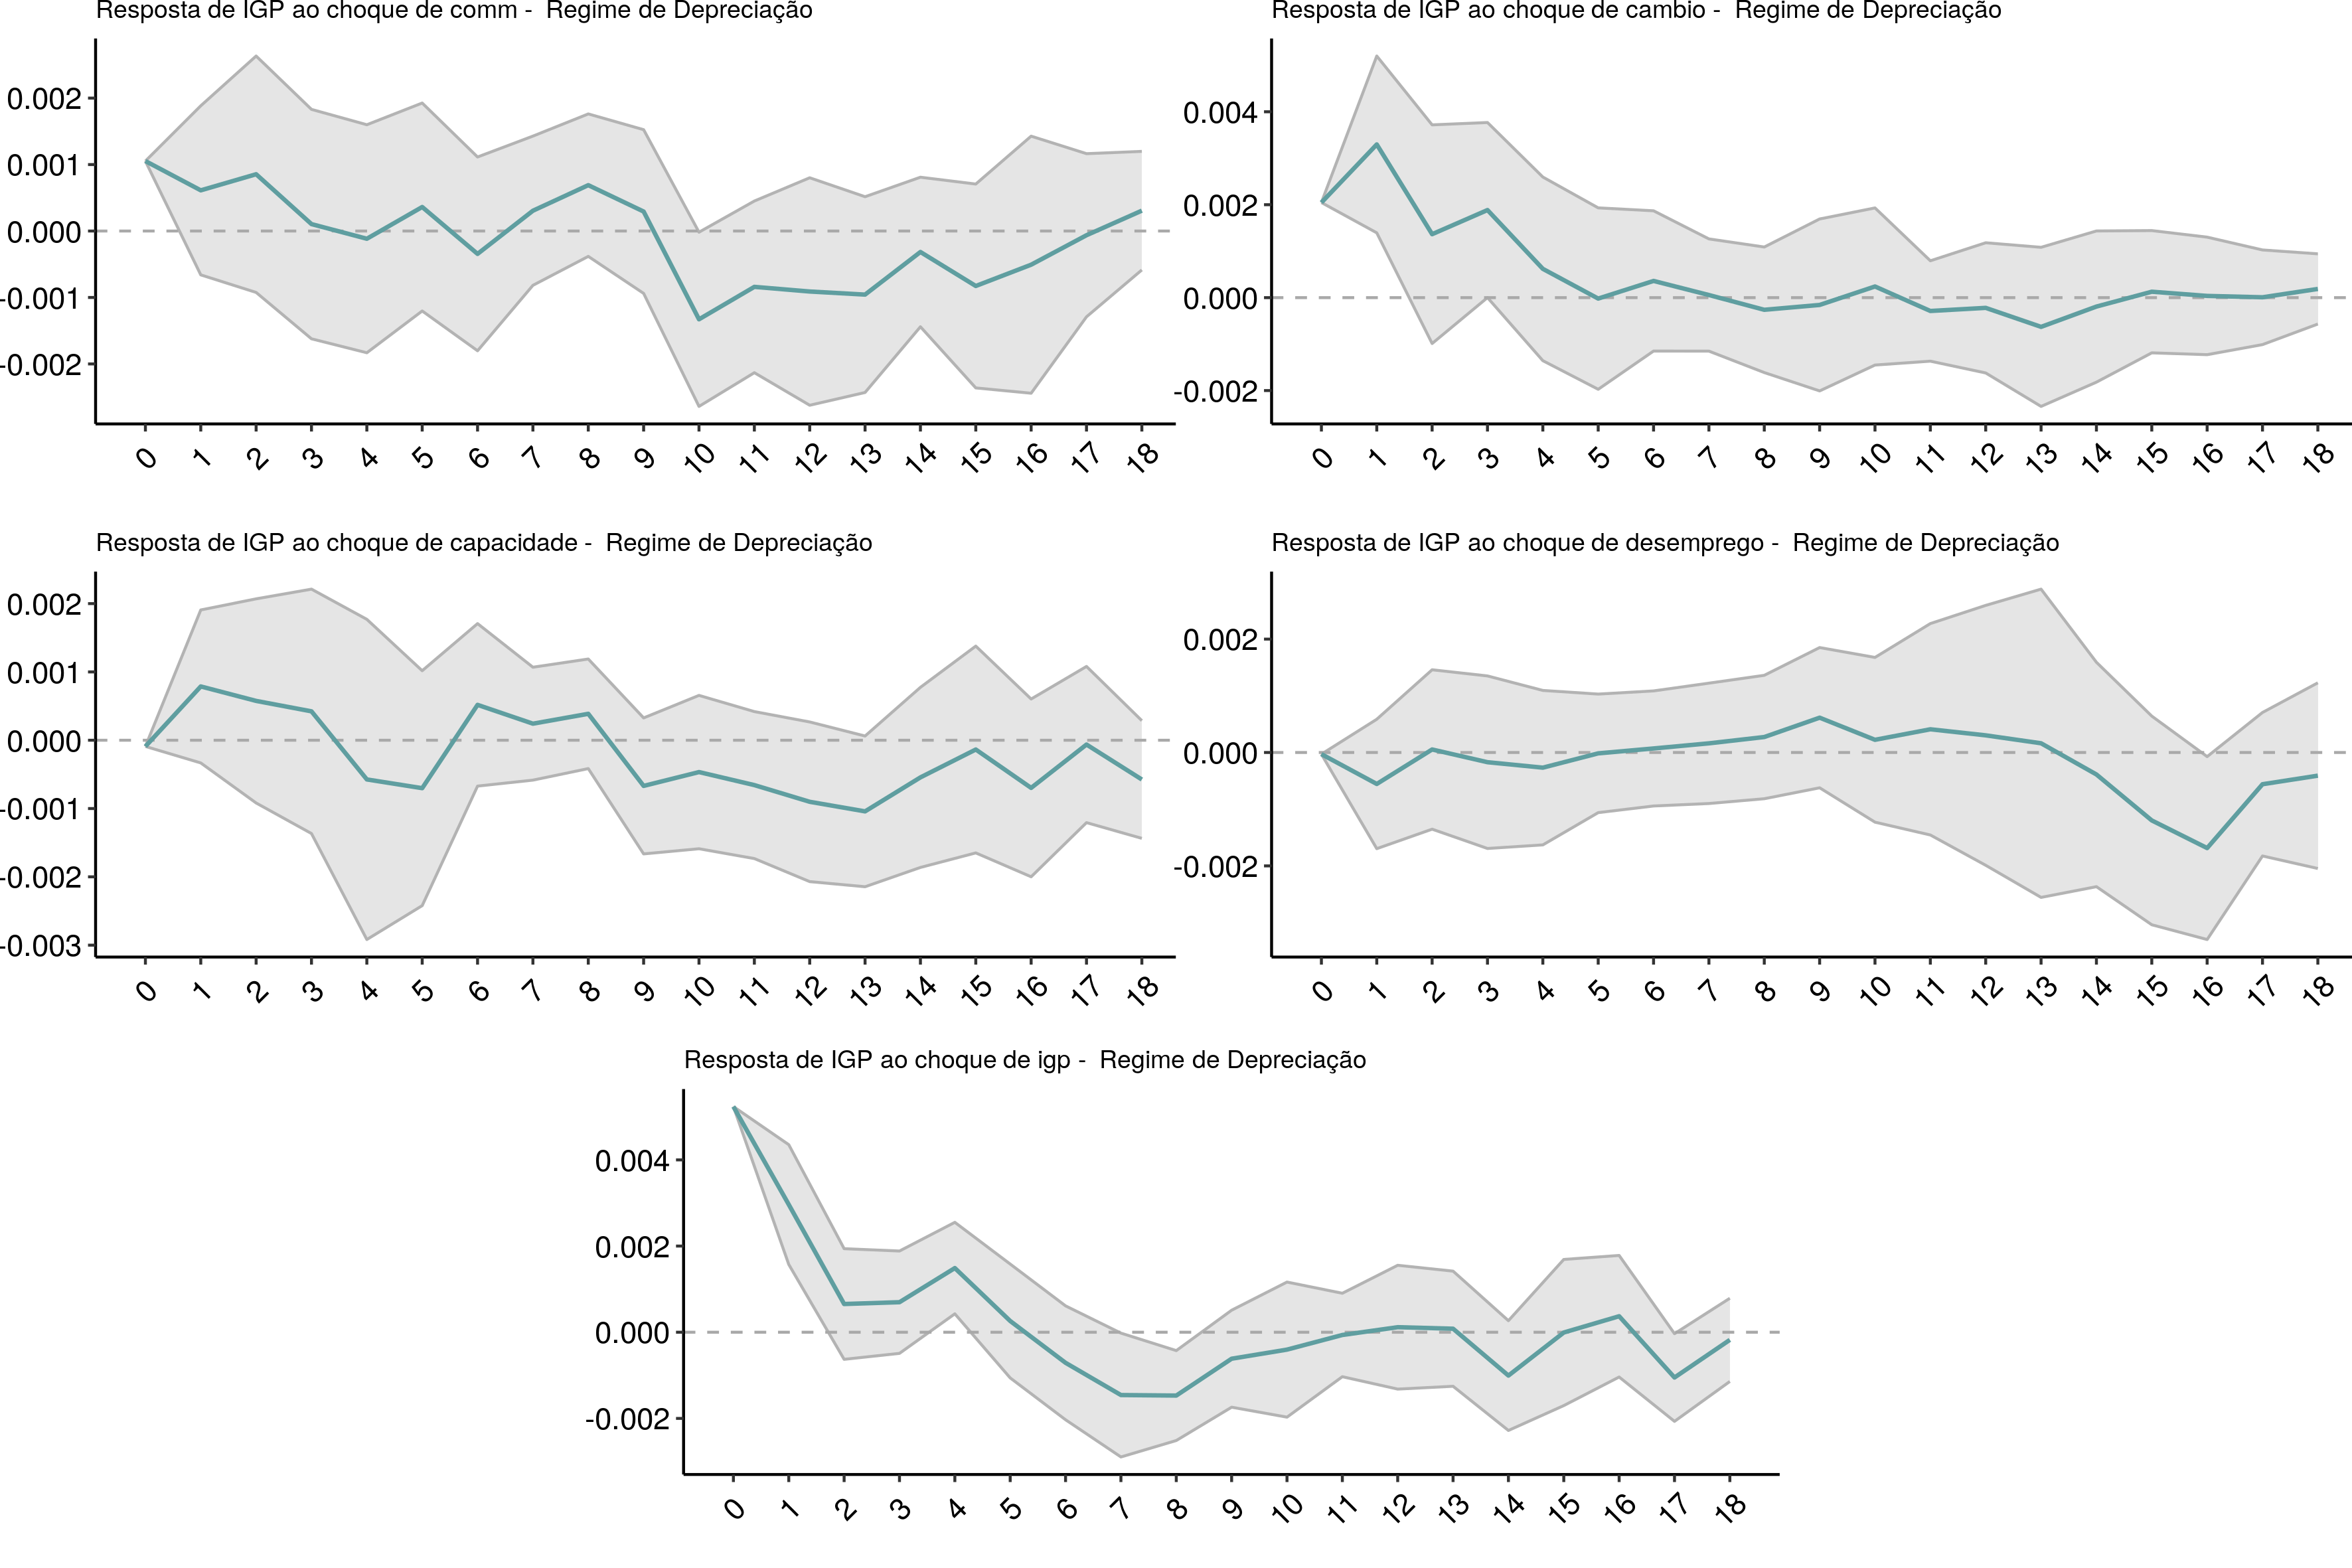 Resposta de IGP ao choque de comm -  Regime de Depreciação
0.002
0.001
0.000
-0.001
-0.002
0 1 2 3 4 5 6 7 8 9 10 11 12 13 14 15 16 17 18
Resposta de IGP ao choque de cambio -  Regime de Depreciação
0.004
0.002
0.000
-0.002
0 1 2 3 4 5 6 7 8 9 10 11 12 13 14 15 16 17 18
Resposta de IGP ao choque de capacidade -  Regime de Depreciação
0.002
0.001
0.000
-0.001
-0.002
-0.003
0 1 2 3 4 5 6 7 8 9 10 11 12 13 14 15 16 17 18
Resposta de IGP ao choque de desemprego -  Regime de Depreciação
0.002
0.000
-0.002
0 1 2 3 4 5 6 7 8 9 10 11 12 13 14 15 16 17 18
Resposta de IGP ao choque de igp -  Regime de Depreciação
0.004
0.002
0.000
-0.002
0 1 2 3 4 5 6 7 8 9 10 11 12 13 14 15 16 17 18